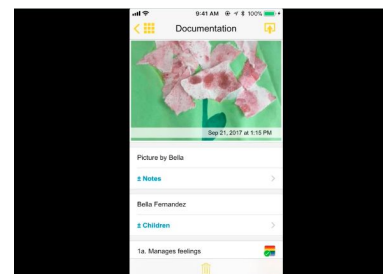 9:41 AM 100%
Documentation
Sep 21, 2017 at 1:15 PM
Picture by Bella
± Notes
Bella Fernandez
± Children
1a. Manages feelings